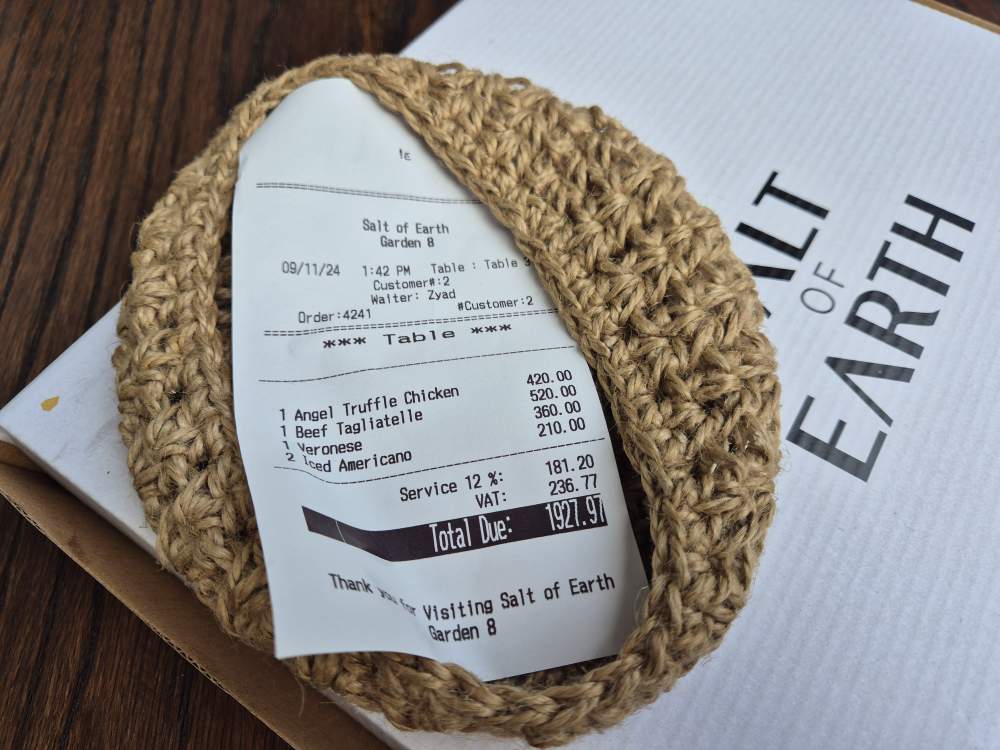 Salt of Earth
Garden 8
09/11/24 1:42 PM Table : Table 3
Customer#:2
Waiter: Zyad
Order:4241 #Customer:2
*** Table ***
1 Angel Truffle Chicken 420.00
1 Beef Tagliatelle 520.00
1 Veronese 360.00
2 Iced Americano 210.00
Service 12 %: 181.20
VAT: 236.77
Total Due: 1927.97
Thank you for Visiting Salt of Earth
Garden 8
SALT
OF
EARTH